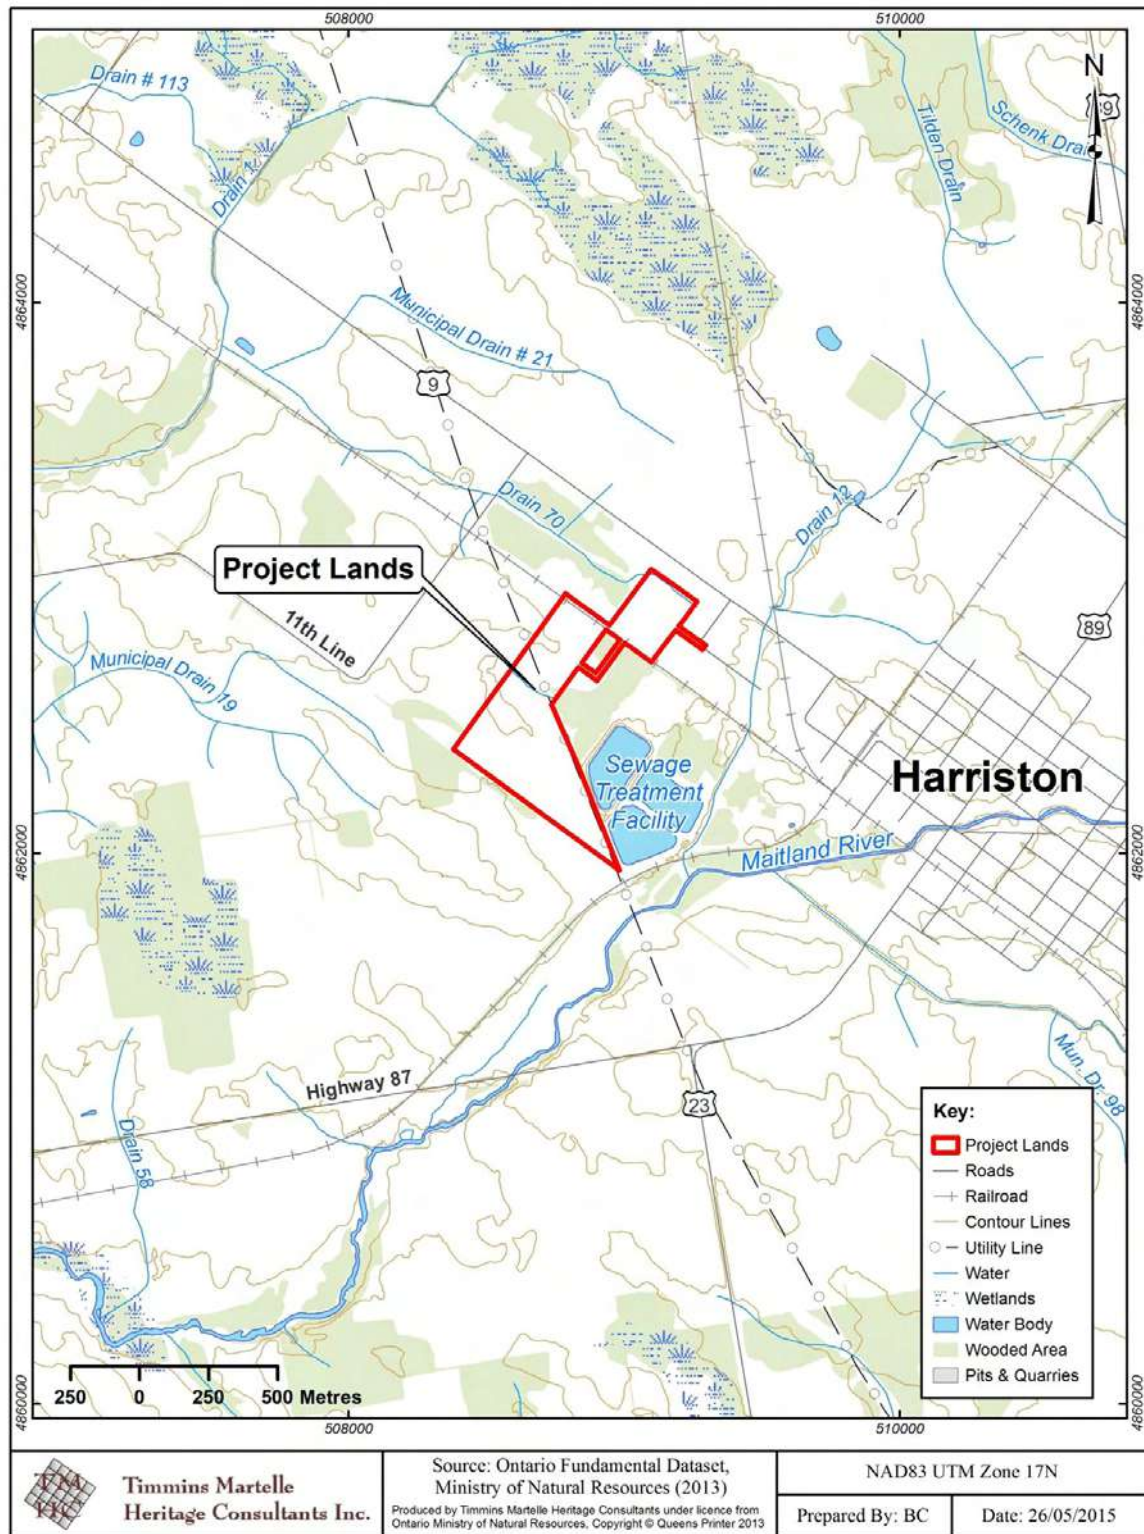 508000
510000
N
Drain # 113
89
Schenk Drain
Tilden Drain
4864000
4864000
Municipal Drain # 21
9
Drain 70
Project Lands
11th Line
89
Municipal Drain 19
Harriston
Sewage
Treatment
Facility
Maitland River
4862000
4862000
Highway 87
23
Mun. Dr. 98
Drain 58
Key:
Project Lands
Roads
Railroad
Contour Lines
Utility Line
Water
Wetlands
Water Body
Wooded Area
Pits & Quarries
250 0 250 500 Metres
4860000
4860000
508000
510000
TM
HC
Timmins Martelle
Heritage Consultants Inc.
Source: Ontario Fundamental Dataset,
Ministry of Natural Resources (2013)
Produced by Timmins Martelle Heritage Consultants under licence from
Ontario Ministry of Natural Resources, Copyright © Queens Printer 2013
NAD83 UTM Zone 17N
Prepared By: BC
Date: 26/05/2015